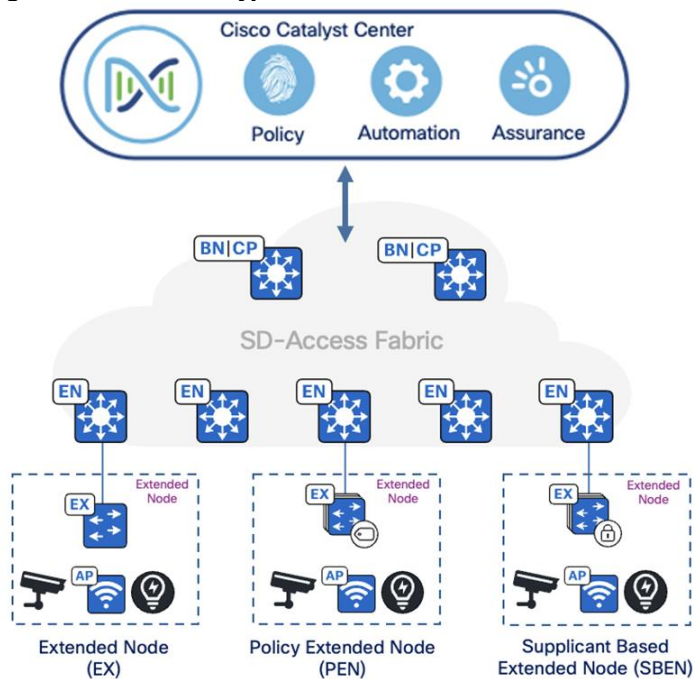 Cisco Catalyst Center
Policy
Automation
Assurance
BN|CP
BN|CP
SD-Access Fabric
EN
EN
EN
EN
EN
Extended
Node
EX
AP
Extended
Node
EX
AP
Extended
Node
EX
AP
Extended Node
(EX)
Policy Extended Node
(PEN)
Supplicant Based
Extended Node (SBEN)